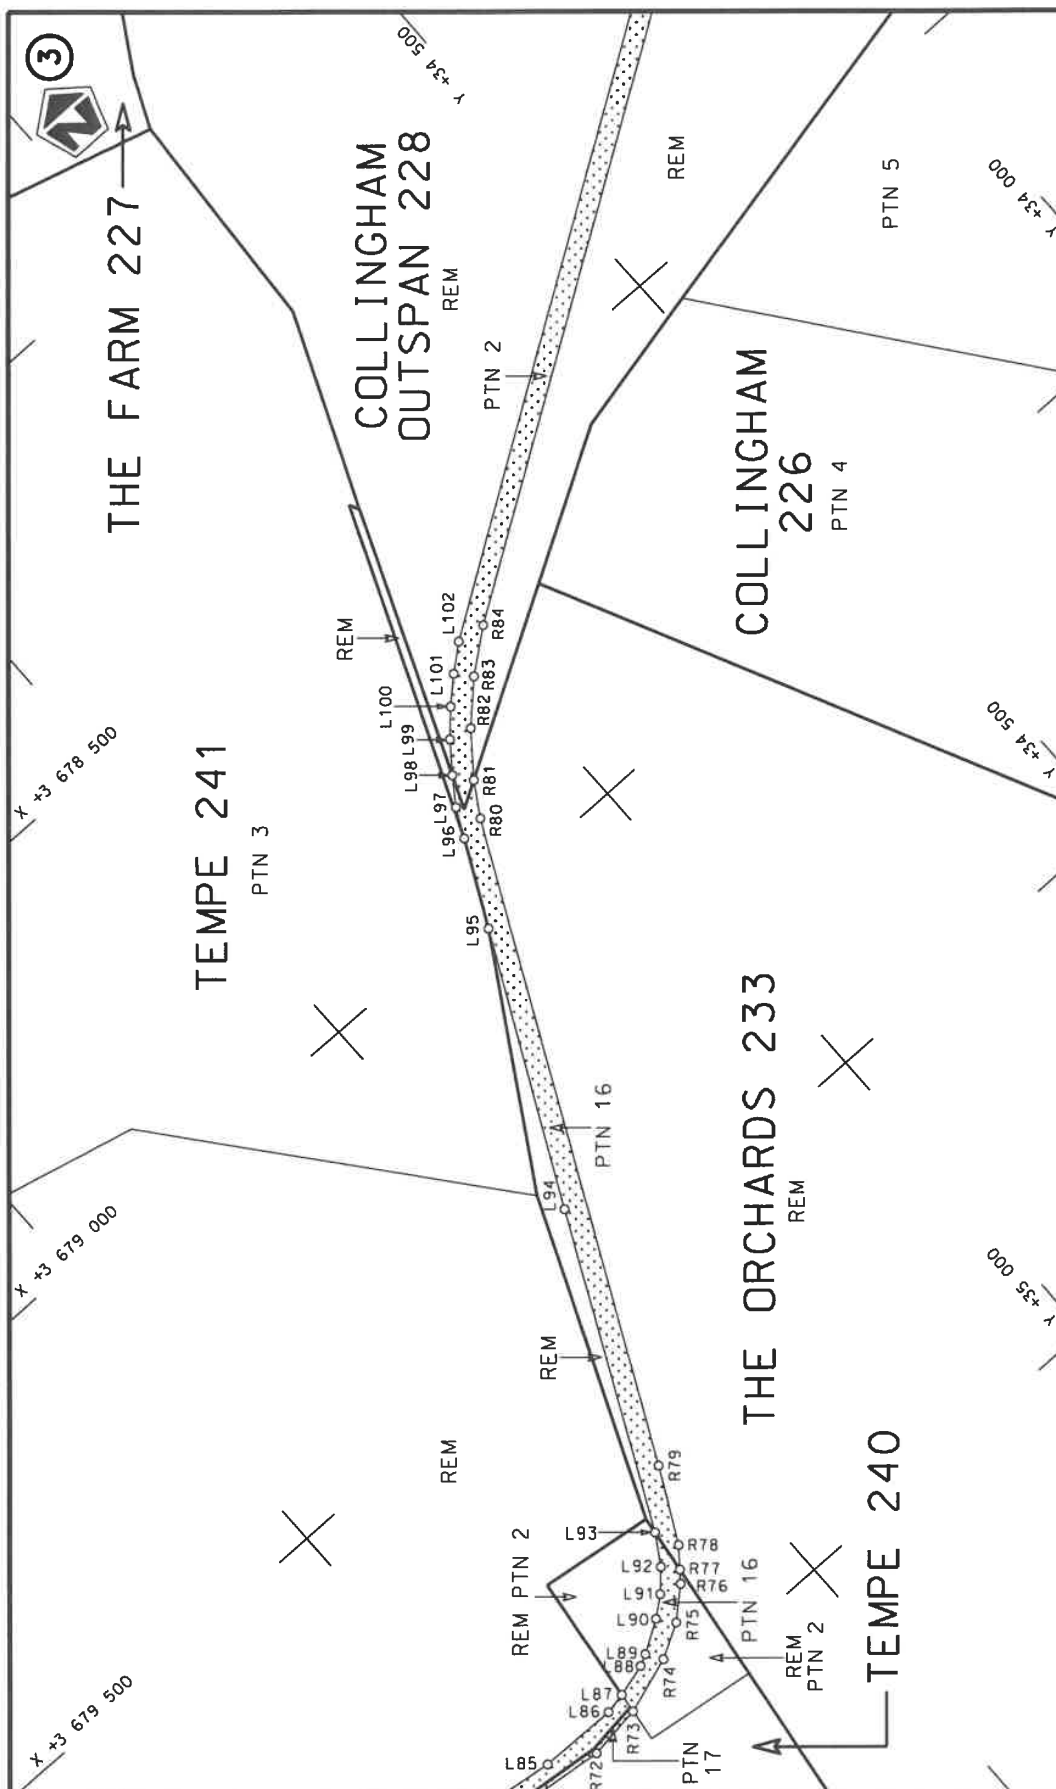 3
N
THE FARM 227
Y +34 500
COLLINGHAM
OUTSPAN 228
REM
REM
PTN 2
PTN 5
Y +34 000
COLLINGHAM
226
PTN 4
REM
L102
L101
L100
L99
L98
L97
L96
L95
R84
R83
R82
R81
R80
X +3 678 500
TEMPE 241
PTN 3
Y +34 500
THE ORCHARDS 233
REM
PTN 16
L94
X +3 679 000
REM
REM
Y +35 000
R79
L93
R78
L92
R77
R76
L91
PTN 16
L90
R75
L89
L88
R74
REM PTN 2
REM
PTN 2
TEMPE 240
L87
L86
R73
L85
R72
PTN
17
X +3 679 500